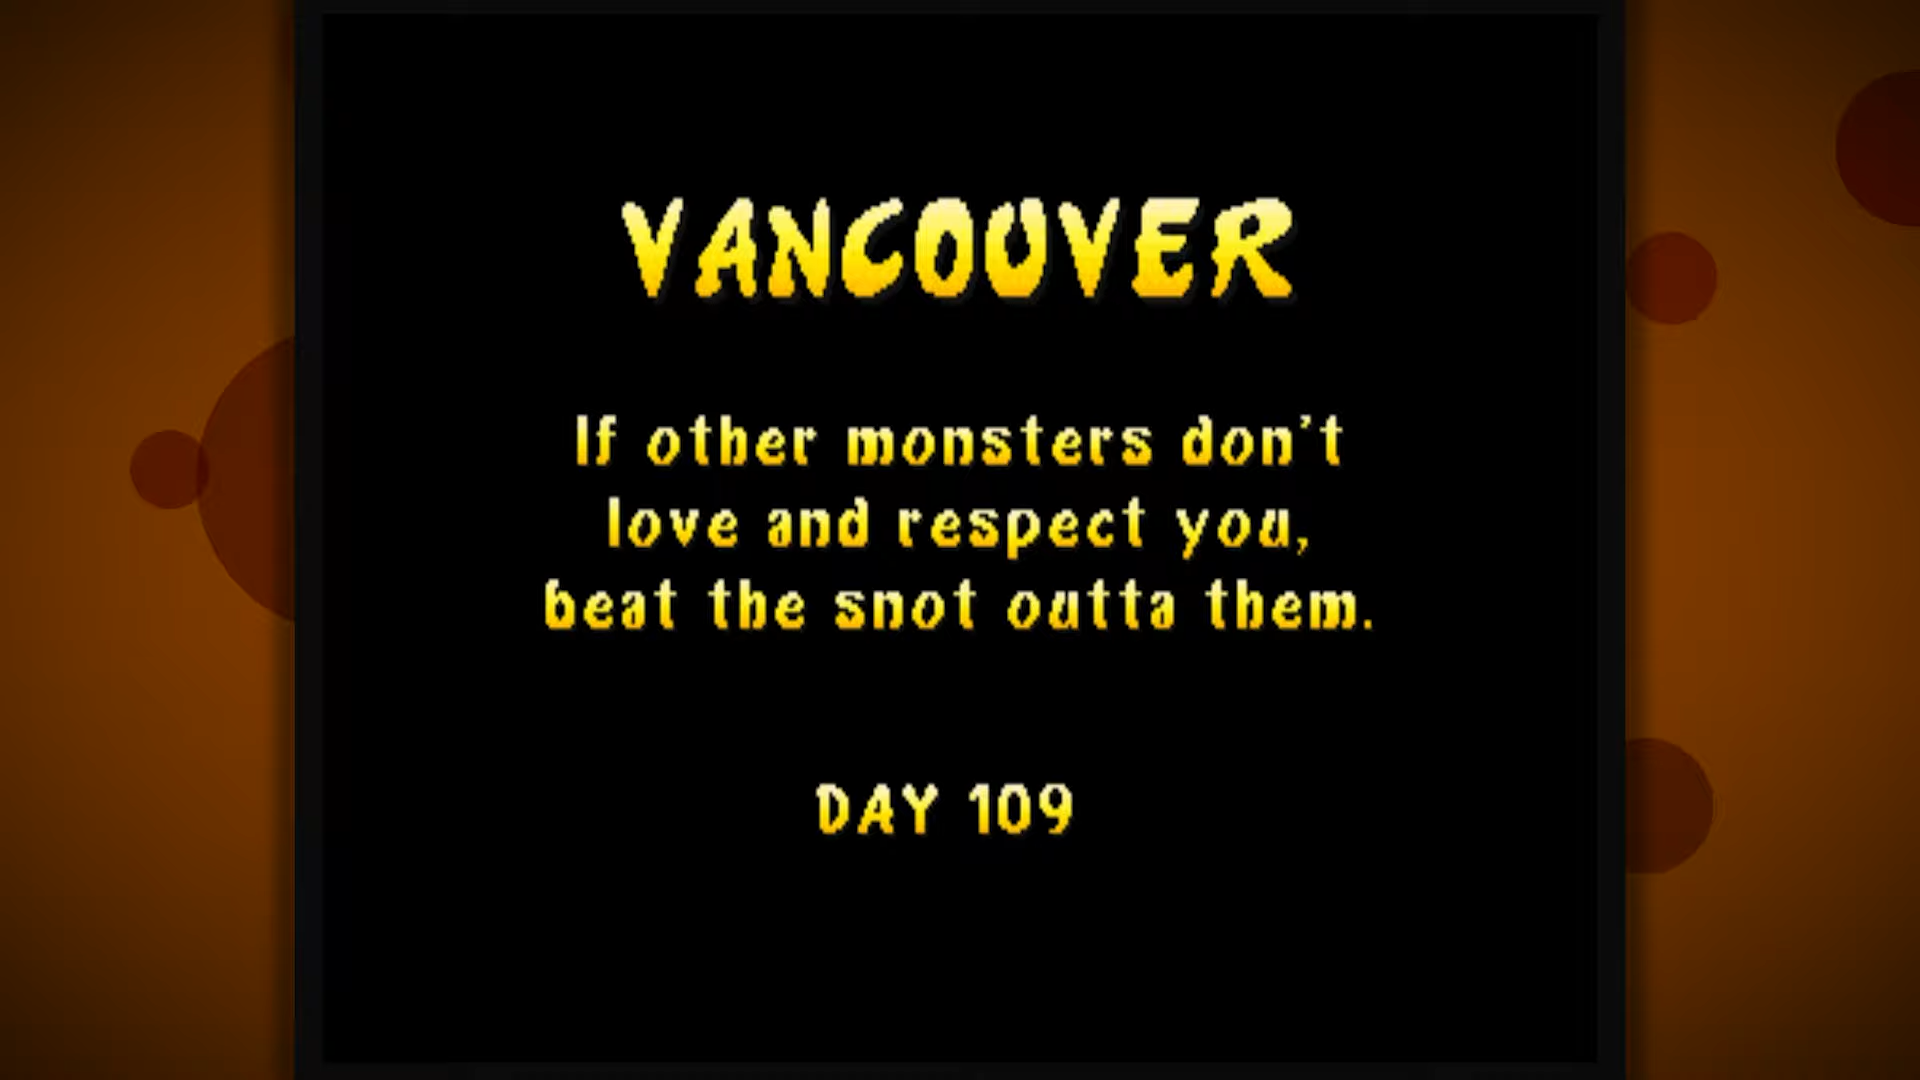 VANCOUVER
If other monsters don't
love and respect you,
beat the snot outta them.
DAY 109